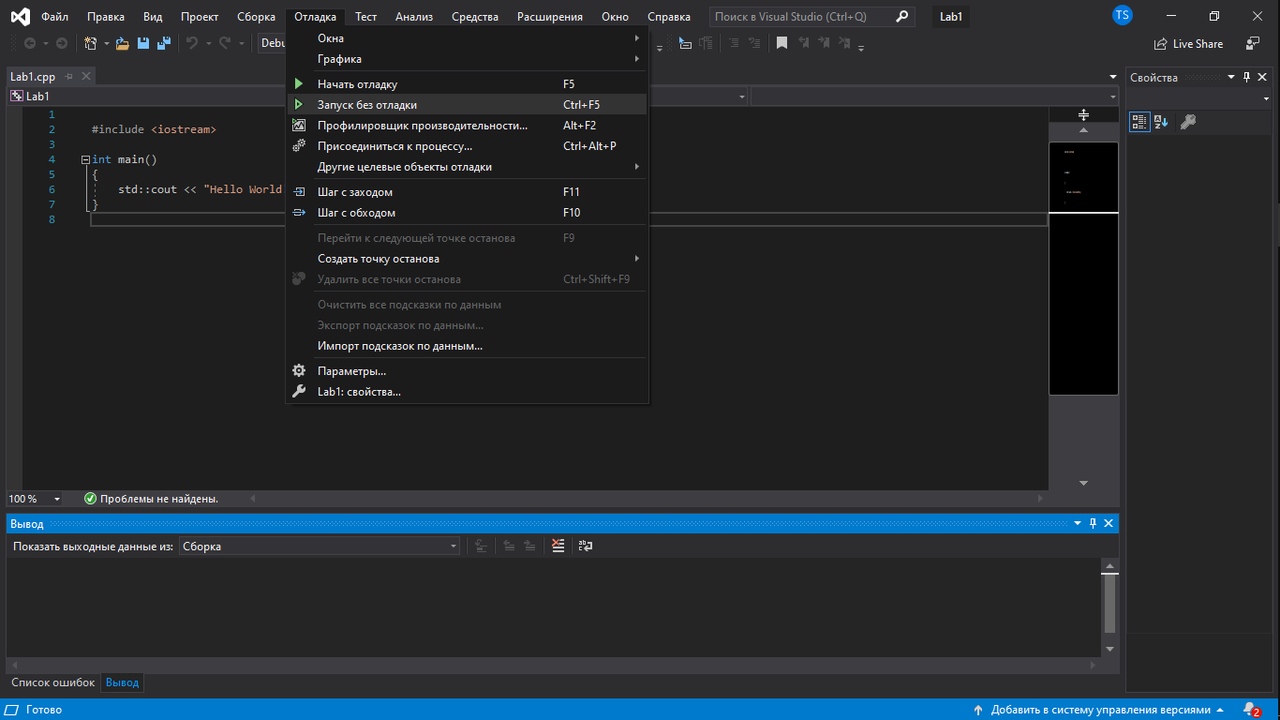 Файл Правка Вид Проект Сборка Отладка Тест Анализ Средства Расширения Окно Справка Поиск в Visual Studio (Ctrl+Q) Lab1 TS
Debu
Live Share
Окна
Графика
Начать отладку F5
Запуск без отладки Ctrl+F5
Профилировщик производительности... Alt+F2
Присоединиться к процессу... Ctrl+Alt+P
Другие целевые объекты отладки
Шаг с заходом F11
Шаг с обходом F10
Перейти к следующей точке останова F9
Создать точку останова
Удалить все точки останова Ctrl+Shift+F9
Очистить все подсказки по данным
Экспорт подсказок по данным...
Импорт подсказок по данным...
Параметры...
Lab1: свойства...
Lab1.cpp
Lab1
1
2 #include <iostream>
3
4 int main()
5 {
6 std::cout << "Hello World
7 }
8
Свойства
100 % Проблемы не найдены.
Вывод
Показать выходные данные из: Сборка
Список ошибок Вывод
Готово Добавить в систему управления версиями 2